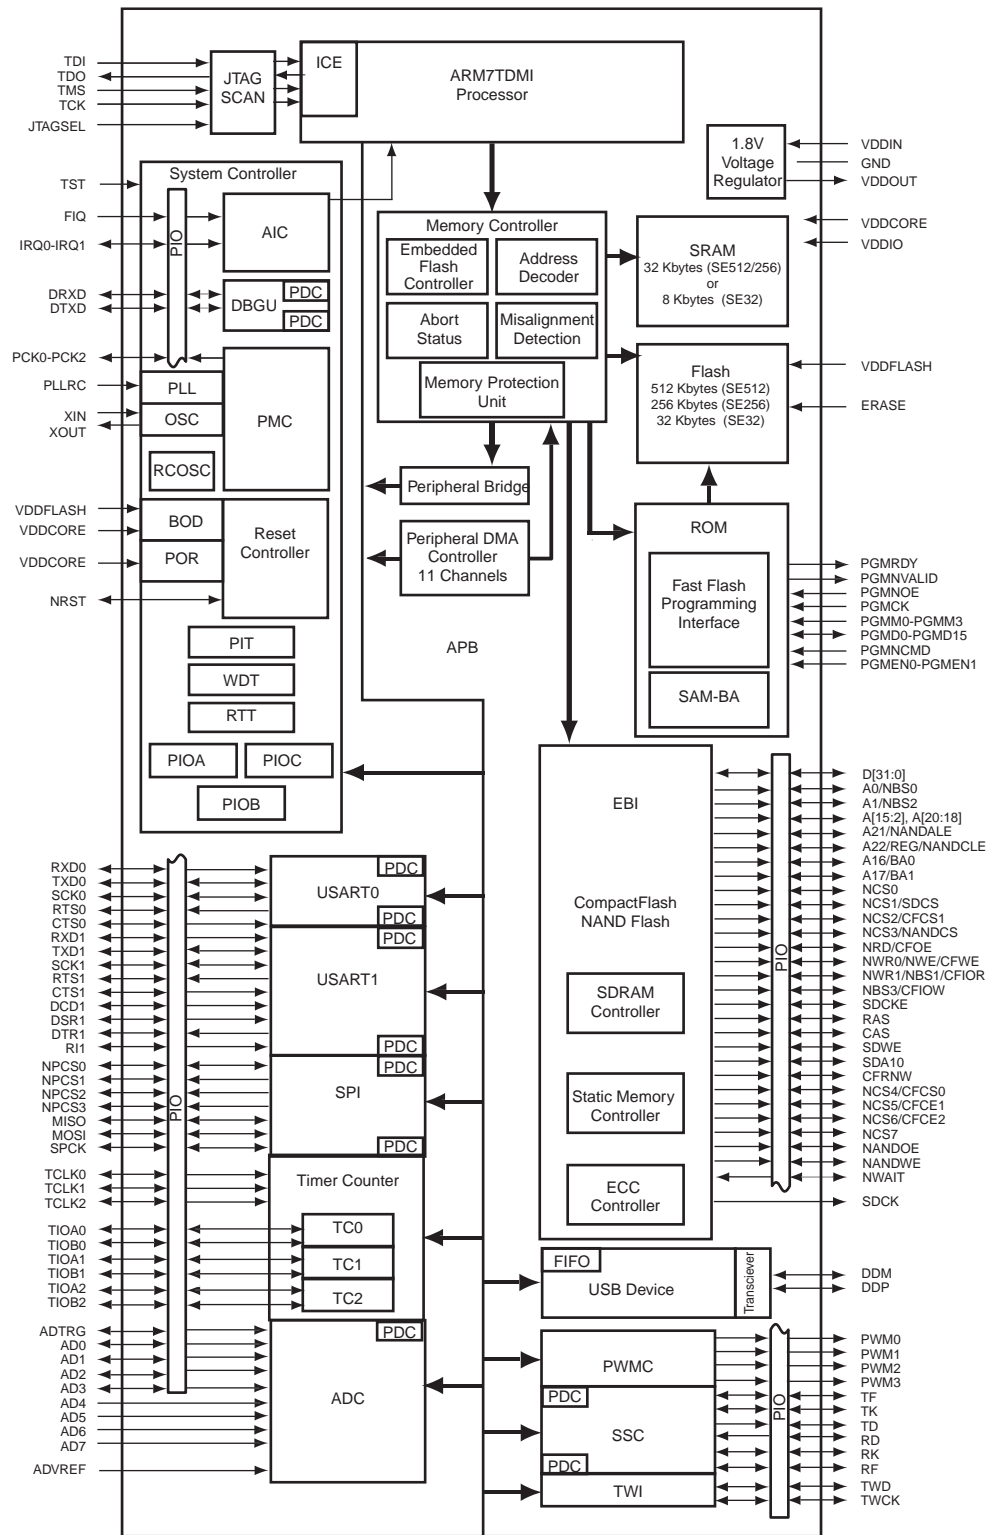 TDI
TDO
TMS
TCK
JTAGSEL
JTAG
SCAN
ICE
ARM7TDMI
Processor
1.8V
Voltage
Regulator
VDDIN
GND
VDDOUT
VDDCORE
VDDIO
System Controller
TST
FIQ
IRQ0-IRQ1
PIO
AIC
DRXD
DTXD
DBGU
PDC
PDC
PCK0-PCK2
PLLRC
PLL
XIN
XOUT
OSC
PMC
RCOSC
VDDFLASH
VDDCORE
BOD
VDDCORE
POR
Reset
Controller
NRST
PIT
WDT
RTT
PIOA
PIOC
PIOB
Memory Controller
Embedded
Flash
Controller
Address
Decoder
Abort
Status
Misalignment
Detection
Memory Protection
Unit
SRAM
32 Kbytes (SE512/256)
or
8 Kbytes (SE32)
Flash
512 Kbytes (SE512)
256 Kbytes (SE256)
32 Kbytes (SE32)
VDDFLASH
ERASE
Peripheral Bridge
Peripheral DMA
Controller
11 Channels
APB
ROM
Fast Flash
Programming
Interface
SAM-BA
PGMRDY
PGMNVALID
PGMNOE
PGMCK
PGMM0-PGMM3
PGMD0-PGMD15
PGMNCMD
PGMEN0-PGMEN1
EBI
CompactFlash
NAND Flash
SDRAM
Controller
Static Memory
Controller
ECC
Controller
PIO
D[31:0]
A0/NBS0
A1/NBS2
A[15:2], A[20:18]
A21/NANDALE
A22/REG/NANDCLE
A16/BA0
A17/BA1
NCS0
NCS1/SDCS
NCS2/CFCS1
NCS3/NANDCS
NRD/CFOE
NWR0/NWE/CFWE
NWR1/NBS1/CFIOR
NBS3/CFIOW
SDCKE
RAS
CAS
SDWE
SDA10
CFRNW
NCS4/CFCS0
NCS5/CFCE1
NCS6/CFCE2
NCS7
NANDOE
NANDWE
NWAIT
SDCK
RXD0
TXD0
SCK0
RTS0
CTS0
RXD1
TXD1
SCK1
RTS1
CTS1
DCD1
DSR1
DTR1
RI1
NPCS0
NPCS1
NPCS2
NPCS3
MISO
MOSI
SPCK
TCLK0
TCLK1
TCLK2
TIOA0
TIOB0
TIOA1
TIOB1
TIOA2
TIOB2
ADTRG
AD0
AD1
AD2
AD3
AD4
AD5
AD6
AD7
ADVREF
PIO
PDC
USART0
PDC
PDC
USART1
PDC
PDC
SPI
PDC
Timer Counter
TC0
TC1
TC2
PDC
ADC
FIFO
USB Device
Transciever
DDM
DDP
PWMC
PDC
SSC
PDC
TWI
PIO
PWM0
PWM1
PWM2
PWM3
TF
TK
TD
RD
RK
RF
TWD
TWCK